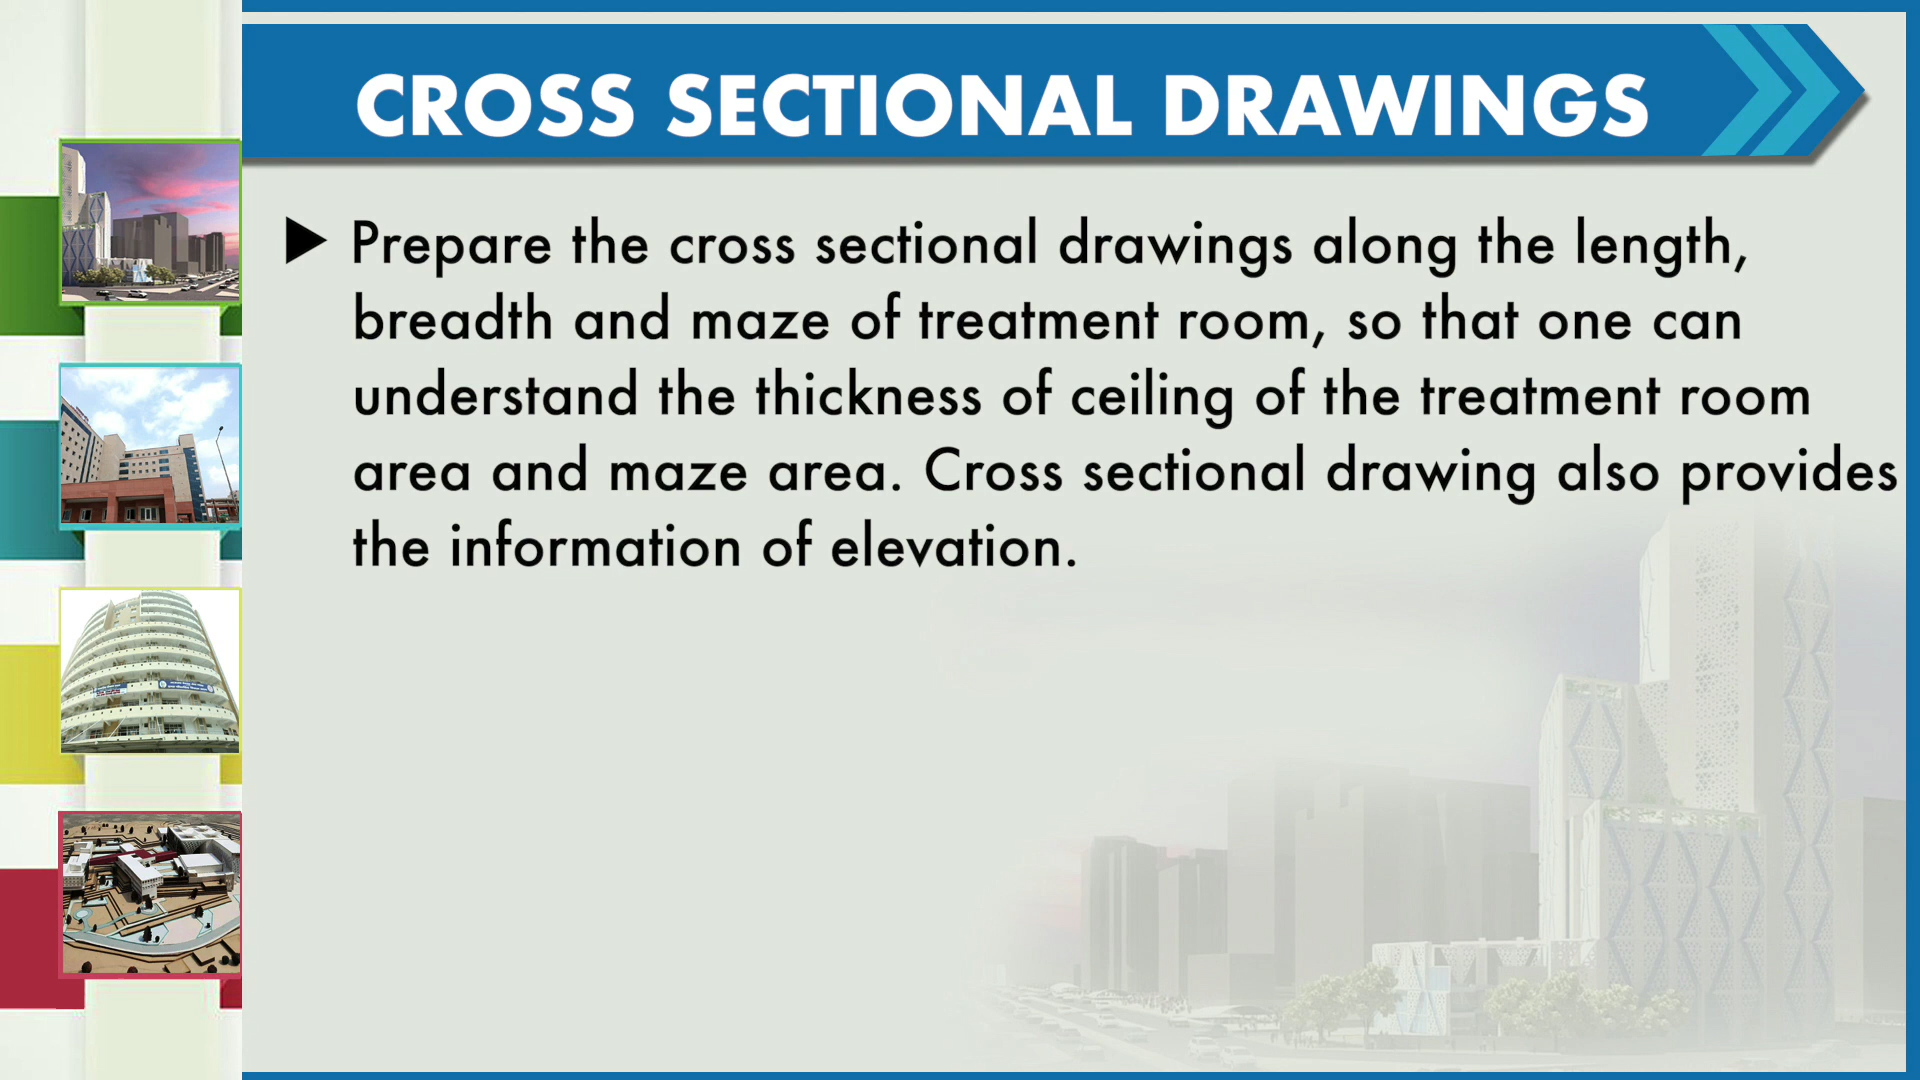 CROSS SECTIONAL DRAWINGS
Prepare the cross sectional drawings along the length,
breadth and maze of treatment room, so that one can
understand the thickness of ceiling of the treatment room
area and maze area. Cross sectional drawing also provides
the information of elevation.